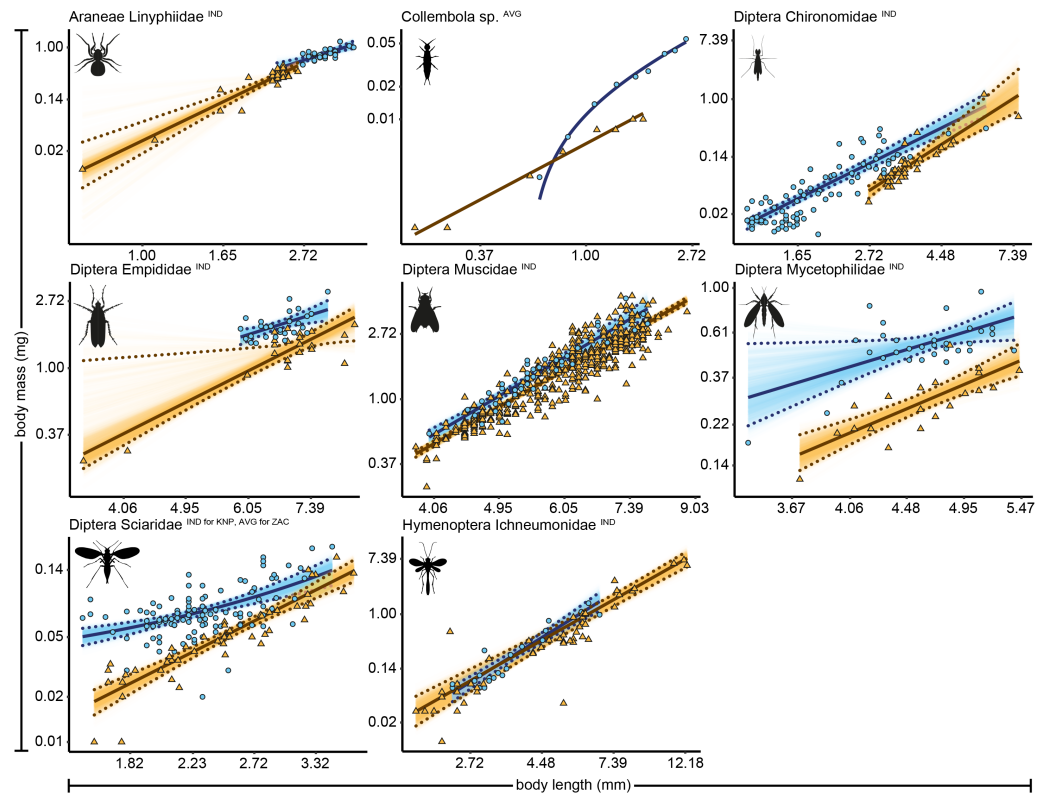 Araneae Linyphiidae IND
Collembola sp. AVG
Diptera Chironomidae IND
1.00
0.14
0.02
1.00 1.65 2.72
0.05
0.02
0.01
0.37 1.00 2.72
7.39
1.00
0.14
0.02
1.65 2.72 4.48 7.39
Diptera Empididae IND
Diptera Muscidae IND
Diptera Mycetophilidae IND
2.72
1.00
0.37
4.06 4.95 6.05 7.39
2.72
1.00
0.37
4.06 4.95 6.05 7.39 9.03
1.00
0.61
0.37
0.22
0.14
3.67 4.06 4.48 4.95 5.47
Diptera Sciaridae IND for KNP, AVG for ZAC
Hymenoptera Ichneumonidae IND
0.14
0.05
0.02
0.01
1.82 2.23 2.72 3.32
7.39
1.00
0.14
0.02
2.72 4.48 7.39 12.18
body mass (mg)
body length (mm)